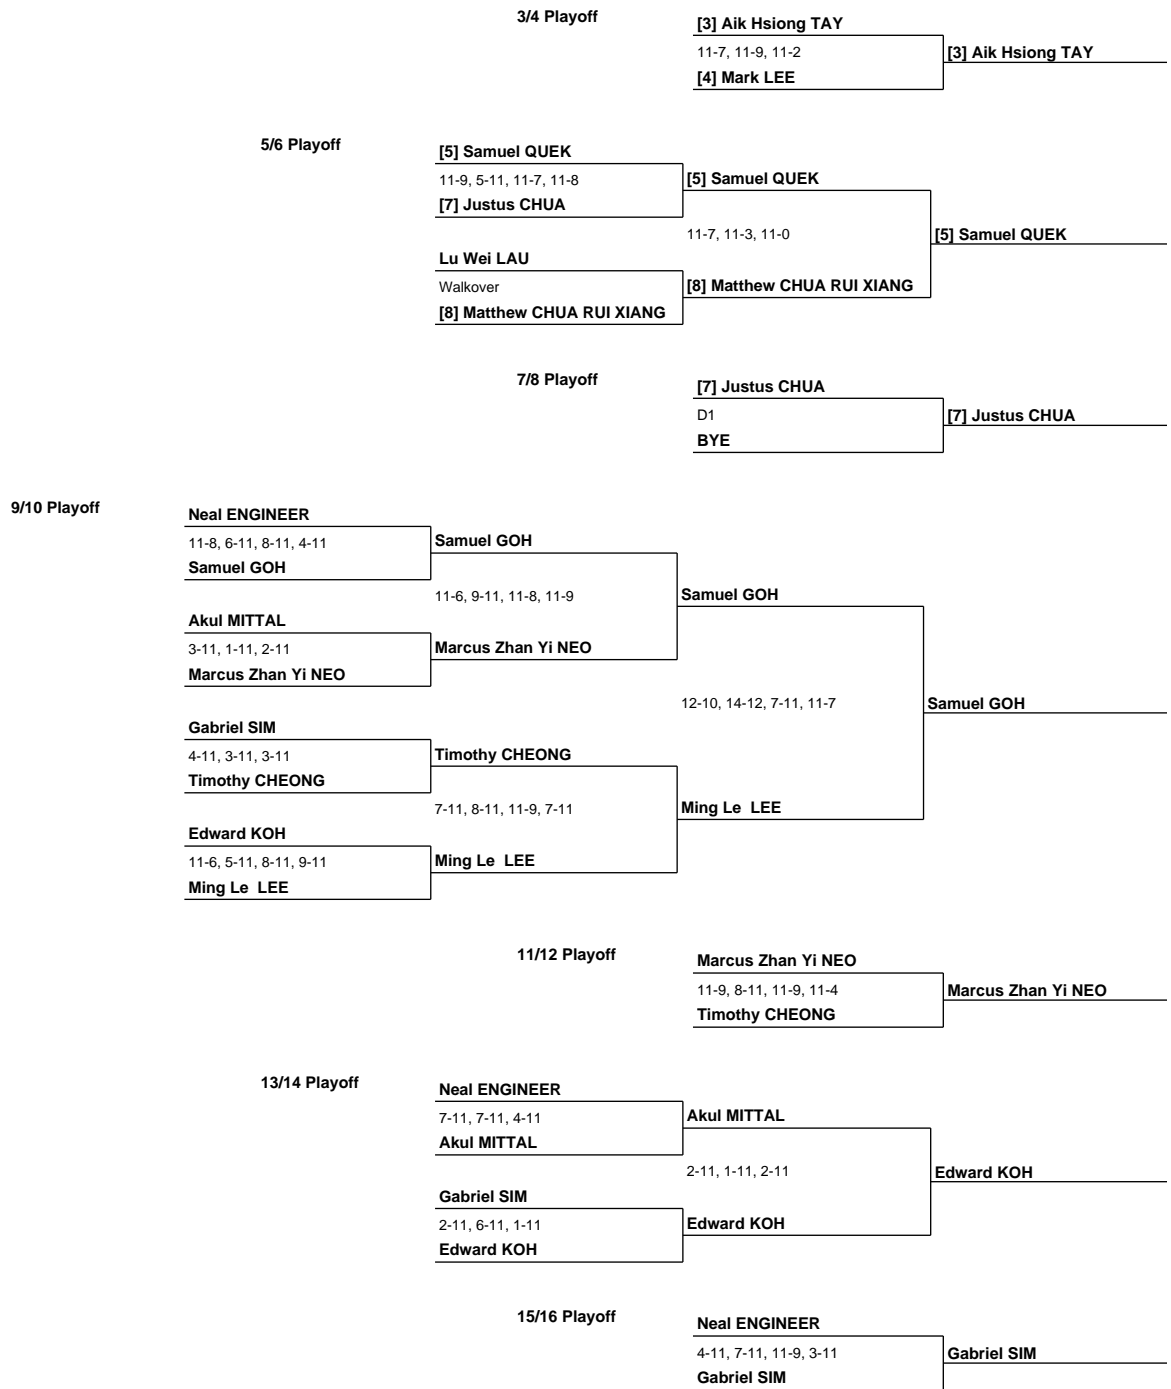 3/4 Playoff
[3] Aik Hsiong TAY
11-7, 11-9, 11-2
[3] Aik Hsiong TAY
[4] Mark LEE
5/6 Playoff
[5] Samuel QUEK
11-9, 5-11, 11-7, 11-8
[5] Samuel QUEK
[7] Justus CHUA
11-7, 11-3, 11-0
[5] Samuel QUEK
Lu Wei LAU
Walkover
[8] Matthew CHUA RUI XIANG
[8] Matthew CHUA RUI XIANG
7/8 Playoff
[7] Justus CHUA
D1
[7] Justus CHUA
BYE
9/10 Playoff
Neal ENGINEER
11-8, 6-11, 8-11, 4-11
Samuel GOH
Samuel GOH
11-6, 9-11, 11-8, 11-9
Samuel GOH
Akul MITTAL
3-11, 1-11, 2-11
Marcus Zhan Yi NEO
Marcus Zhan Yi NEO
12-10, 14-12, 7-11, 11-7
Samuel GOH
Gabriel SIM
4-11, 3-11, 3-11
Timothy CHEONG
Timothy CHEONG
7-11, 8-11, 11-9, 7-11
Ming Le  LEE
Edward KOH
11-6, 5-11, 8-11, 9-11
Ming Le  LEE
Ming Le  LEE
11/12 Playoff
Marcus Zhan Yi NEO
11-9, 8-11, 11-9, 11-4
Marcus Zhan Yi NEO
Timothy CHEONG
13/14 Playoff
Neal ENGINEER
7-11, 7-11, 4-11
Akul MITTAL
Akul MITTAL
2-11, 1-11, 2-11
Edward KOH
Gabriel SIM
2-11, 6-11, 1-11
Edward KOH
Edward KOH
15/16 Playoff
Neal ENGINEER
4-11, 7-11, 11-9, 3-11
Gabriel SIM
Gabriel SIM